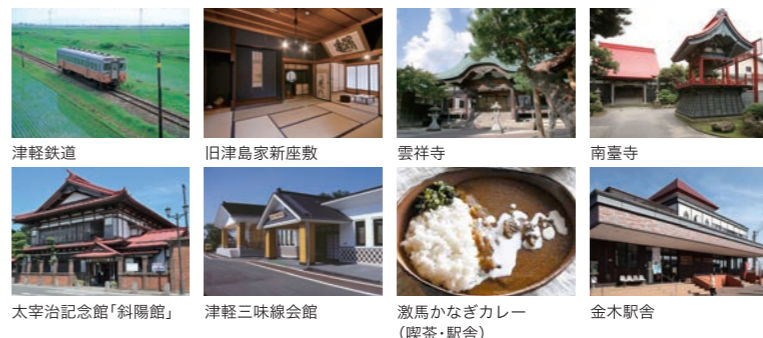 津軽鉄道
旧津島家新座敷
雲祥寺
南臺寺
太宰治記念館「斜陽館」
津軽三味線会館
激馬かなぎカレー
（喫茶・駅舎）
金木駅舎